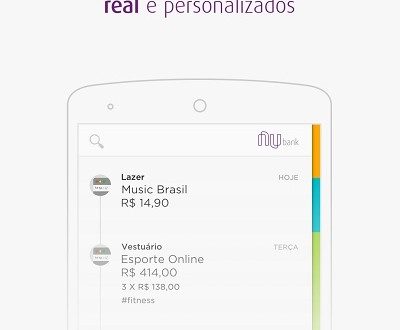 real e personalizados
nu bank
Lazer HOJE
Music Brasil
R$ 14,90
Vestuário TERÇA
Esporte Online
R$ 414,00
3 X R$ 138,00
#fitness